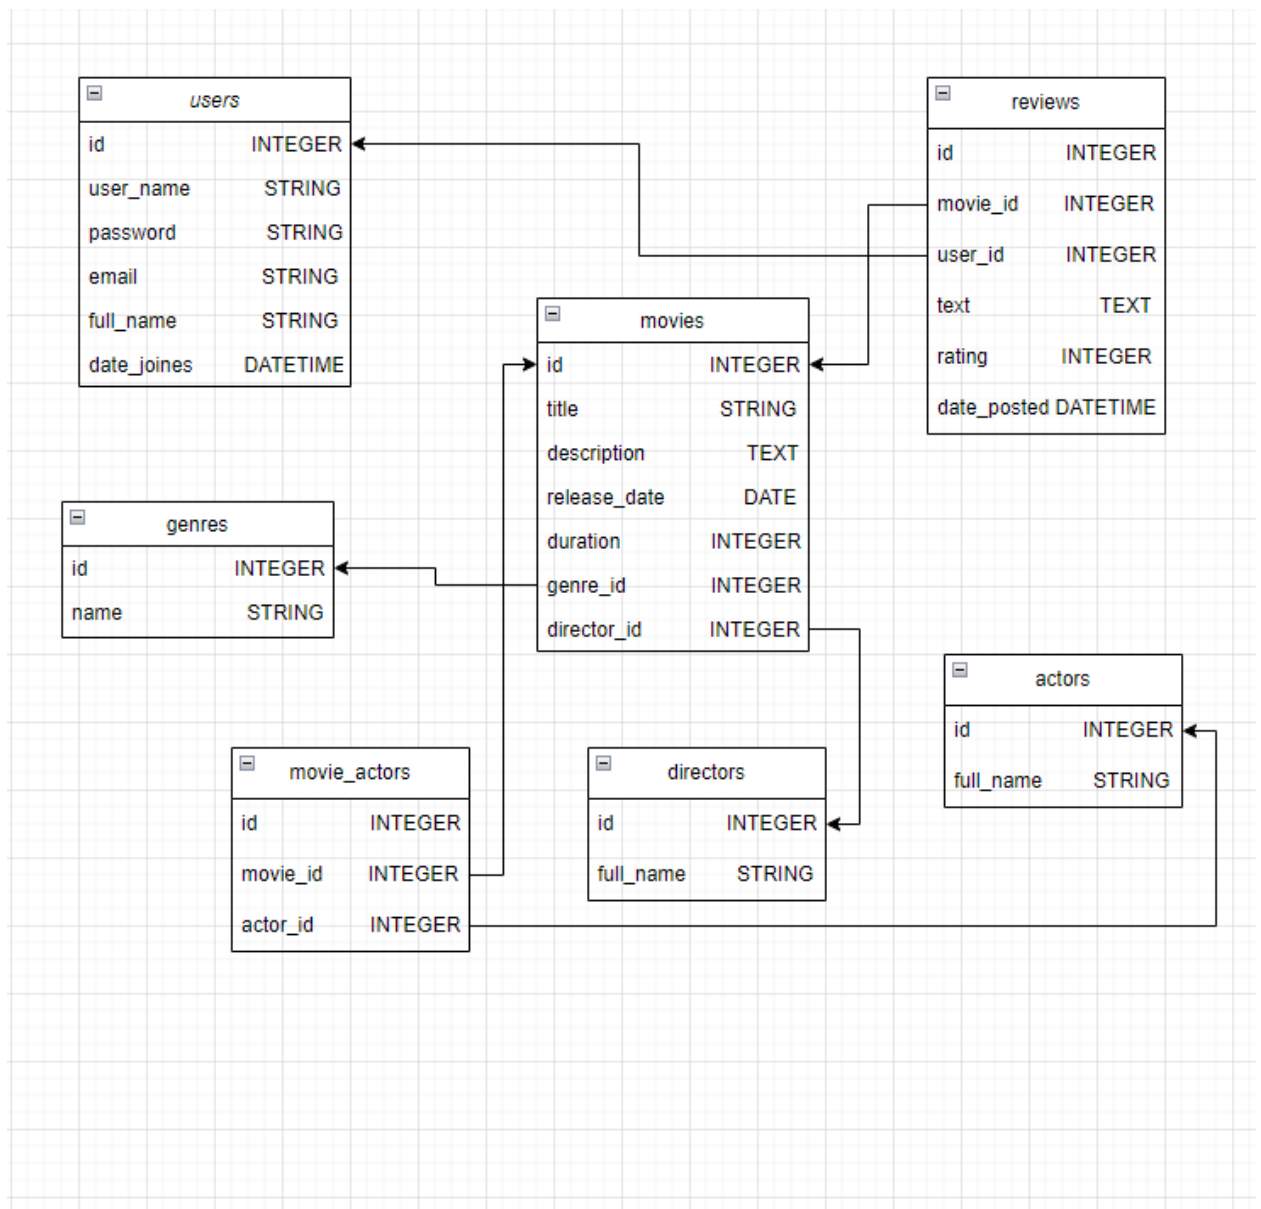 users
id INTEGER
user_name STRING
password STRING
email STRING
full_name STRING
date_joines DATETIME
reviews
id INTEGER
movie_id INTEGER
user_id INTEGER
text TEXT
rating INTEGER
date_posted DATETIME
movies
id INTEGER
title STRING
description TEXT
release_date DATE
duration INTEGER
genre_id INTEGER
director_id INTEGER
genres
id INTEGER
name STRING
actors
id INTEGER
full_name STRING
movie_actors
id INTEGER
movie_id INTEGER
actor_id INTEGER
directors
id INTEGER
full_name STRING